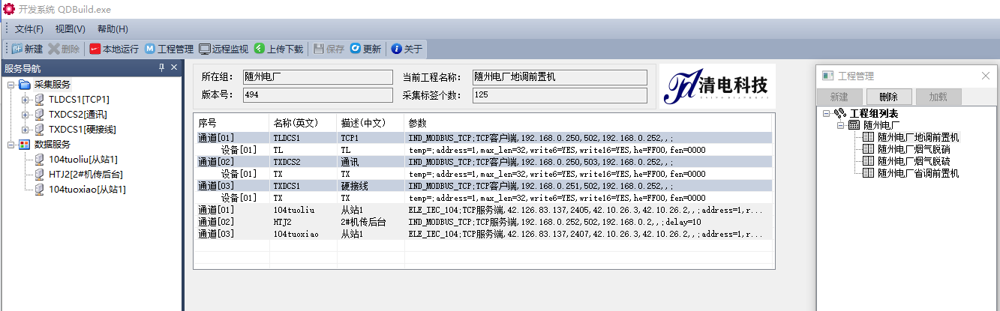 开发系统 QDBuild.exe
文件(F) 视图(V) 帮助(H)
新建 删除 本地运行 工程管理 远程监视 上传下载 保存 更新 关于
服务导航
采集服务
TLDCS1[TCP1]
TXDCS2[通讯]
TXDCS1[硬接线]
数据服务
104tuoliu[从站1]
HTJ2[2#机传后台]
104tuoxiao[从站1]
所在组: 随州电厂 当前工程名称: 随州电厂地调前置机
版本号: 494 采集标签个数: 125
清电科技
序号 名称(英文) 描述(中文) 参数
通道[01] TLDCS1 TCP1 IND_MODBUS_TCP;TCP客户端,192.168.0.250,502,192.168.0.252,,;
设备[01] TL TL temp=;address=1,max_len=32,write6=YES,write16=YES,he=FF00,fen=0000
通道[02] TXDCS2 通讯 IND_MODBUS_TCP;TCP客户端,192.168.0.250,503,192.168.0.252,,;
设备[01] TX TX temp=;address=1,max_len=32,write6=YES,write16=YES,he=FF00,fen=0000
通道[03] TXDCS1 硬接线 IND_MODBUS_TCP;TCP客户端,192.168.0.251,502,192.168.0.252,,;
设备[01] TX TX temp=;address=1,max_len=32,write6=YES,write16=YES,he=FF00,fen=0000
通道[01] 104tuoliu 从站1 ELE_IEC_104;TCP服务端,42.126.83.137,2405,42.10.26.3,42.10.26.2,,;address=1,r...
通道[02] HTJ2 2#机传后台 IND_MODBUS_TCP;TCP服务端,192.168.0.252,502,192.168.0.2,,;delay=10
通道[03] 104tuoxiao 从站1 ELE_IEC_104;TCP服务端,42.126.83.137,2407,42.10.26.3,42.10.26.2,,;address=1,r...
工程管理
新建 删除 加载
工程组列表
随州电厂
随州电厂地调前置机
随州电厂烟气脱硝
随州电厂烟气脱硫
随州电厂省调前置机